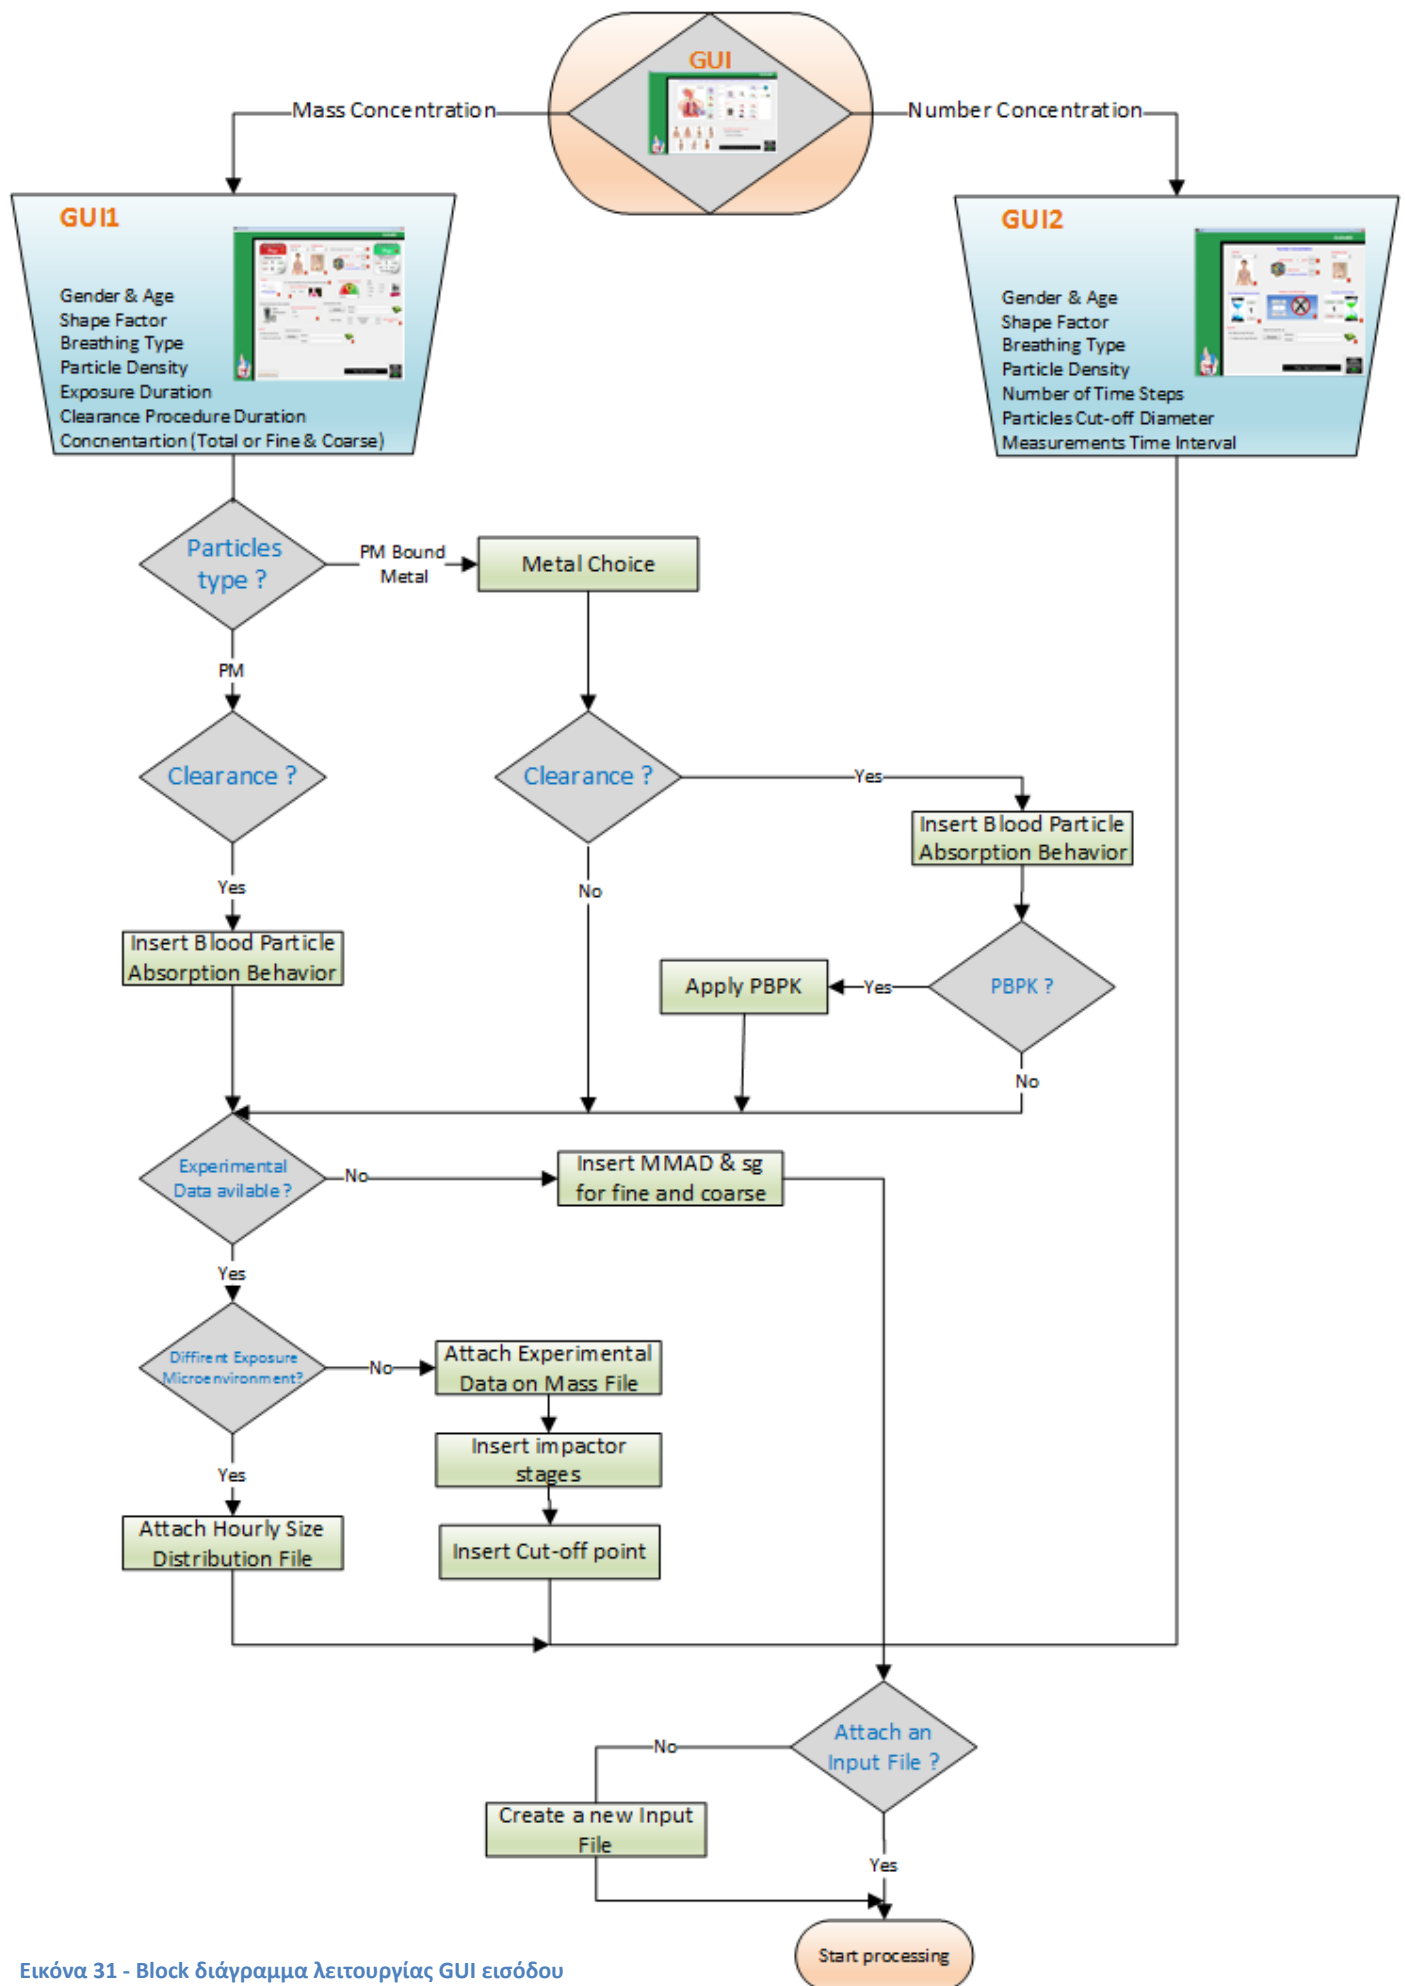 GUI
Mass Concentration
Number Concentration
GUI1
Gender & Age
Shape Factor
Breathing Type
Particle Density
Exposure Duration
Clearance Procedure Duration
Concnentartion (Total or Fine & Coarse)
GUI2
Gender & Age
Shape Factor
Breathing Type
Particle Density
Number of Time Steps
Particles Cut-off Diameter
Measurements Time Interval
Particles
type ?
PM Bound
Metal
Metal Choice
PM
Clearance ?
Clearance ?
Yes
Insert Blood Particle
Absorption Behavior
Yes
No
Insert Blood Particle
Absorption Behavior
Apply PBPK
Yes
PBPK ?
No
Experimental
Data avilable ?
No
Insert MMAD & sg
for fine and coarse
Yes
Diffirent Exposure
Microenvironment?
No
Attach Experimental
Data on Mass File
Insert impactor
stages
Yes
Attach Hourly Size
Distribution File
Insert Cut-off point
Attach an
Input File ?
No
Create a new Input
File
Yes
Start processing
Εικόνα 31 - Block διάγραμμα λειτουργίας GUI εισόδου